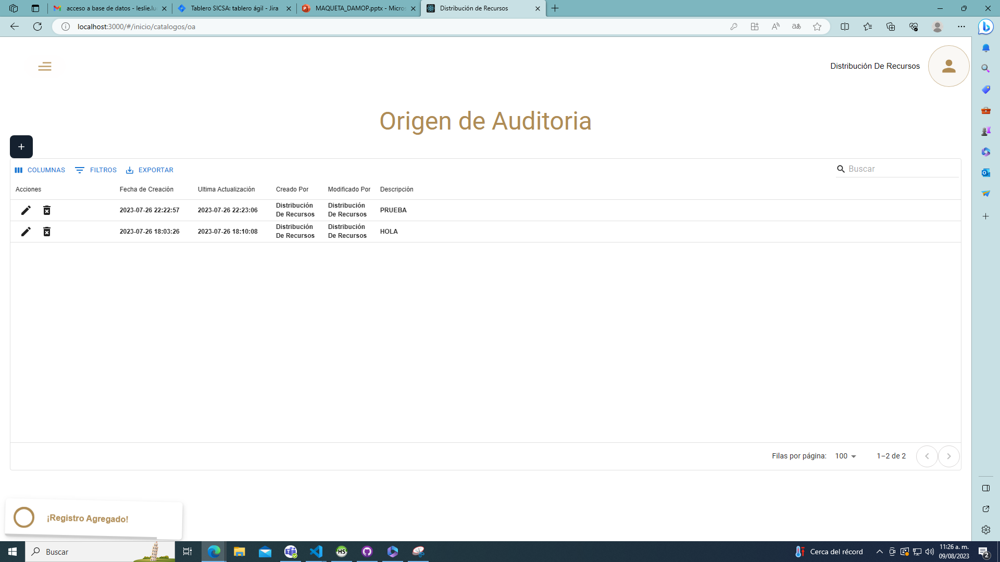 acceso a base de datos - leslie.lu
Tablero SICSA: tablero ágil - Jira
MAQUETA_DAMOP.pptx - Micros
Distribución de Recursos
localhost:3000/#/inicio/catalogos/oa
Distribución De Recursos
Origen de Auditoria
COLUMNAS FILTROS EXPORTAR
Buscar
Acciones Fecha de Creación Ultima Actualización Creado Por Modificado Por Descripción
2023-07-26 22:22:57 2023-07-26 22:23:06 Distribución De Recursos Distribución De Recursos PRUEBA
2023-07-26 18:03:26 2023-07-26 18:10:08 Distribución De Recursos Distribución De Recursos HOLA
Filas por página: 100 1–2 de 2
¡Registro Agregado!
Buscar
HS
Cerca del récord
11:26 a. m.
09/08/2023
2